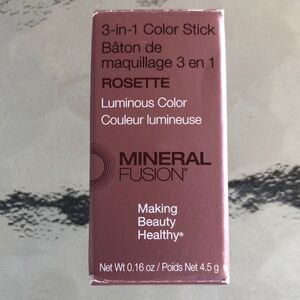 3-in-1 Color Stick
Bâton de
maquillage 3 en 1
ROSETTE
Luminous Color
Couleur lumineuse
MINERAL
FUSION®
Making
Beauty
Healthy®
Net Wt 0.16 oz / Poids Net 4.5 g